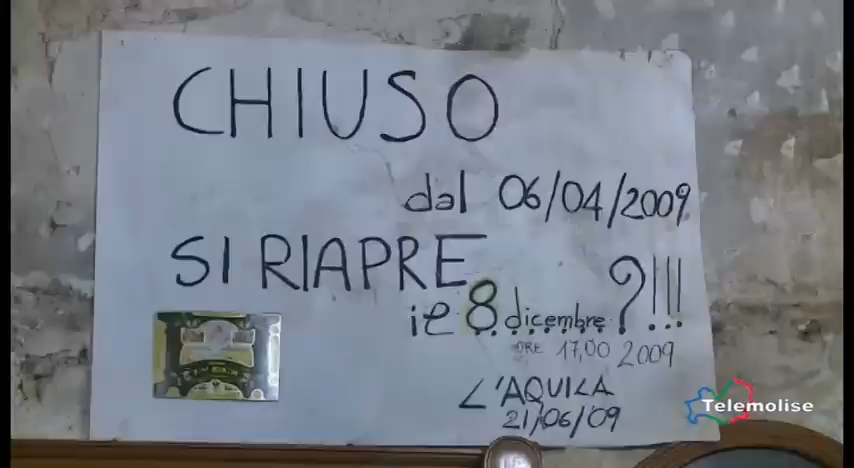 CHIUSO
dal 06/04/2009
SI RIAPRE
il 8 dicembre ?!!!
ORE 17,00 2009
L'AQUILA
21/06/09
Telemolise